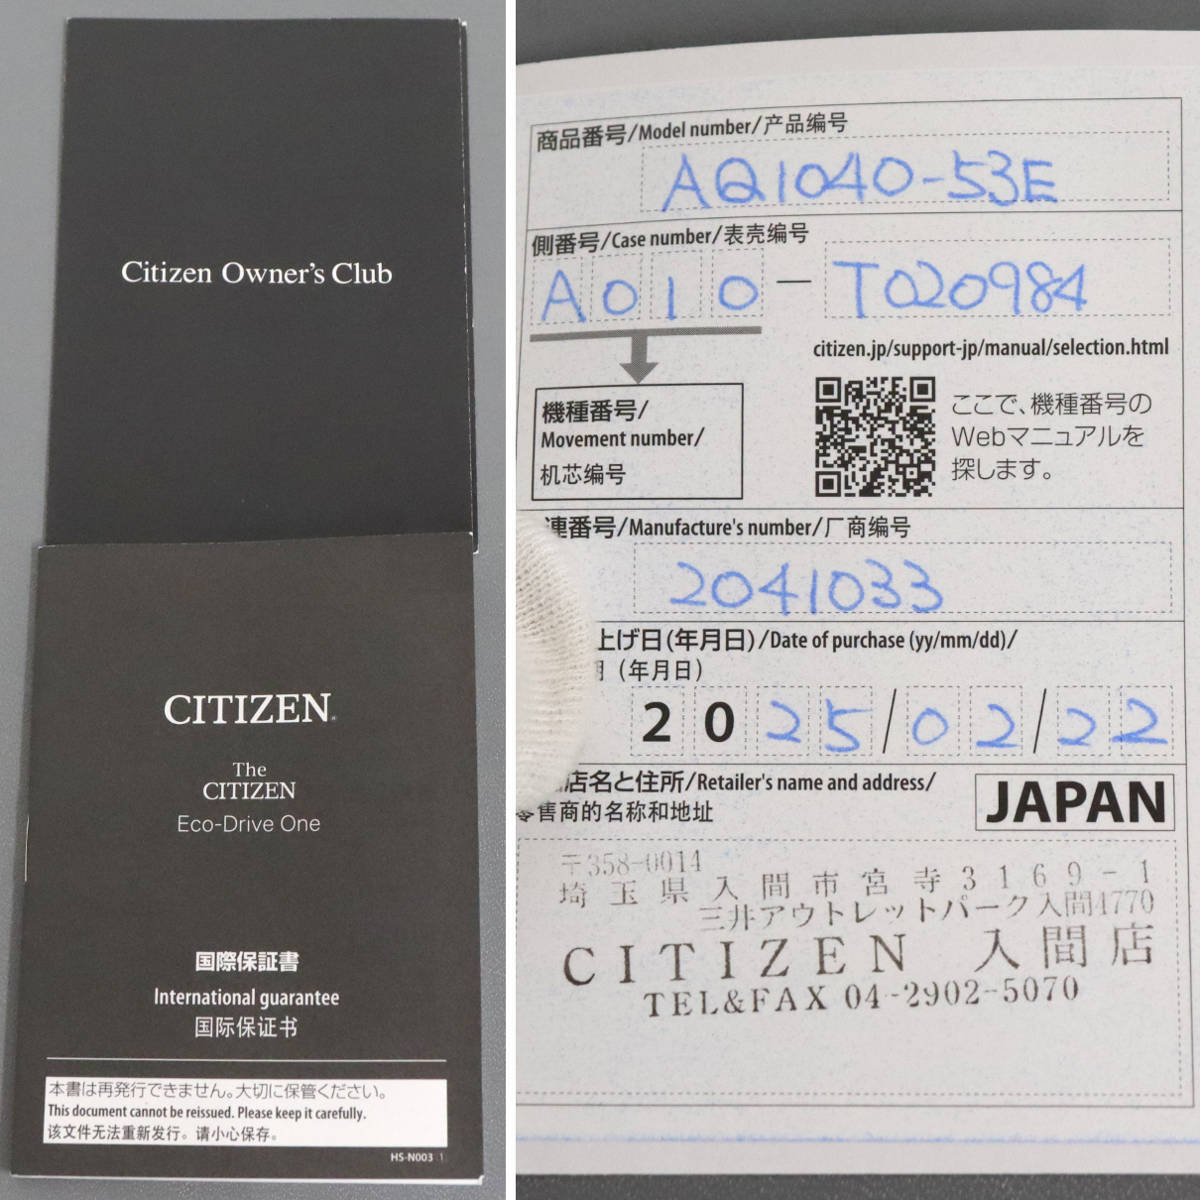 Citizen Owner's Club
CITIZEN
The
CITIZEN
Eco-Drive One
国際保証書
International guarantee
国际保证书
本書は再発行できません。大切に保管ください。
This document cannot be reissued. Please keep it carefully.
该文件无法重新发行。请小心保存。
HS-N003 1
商品番号/Model number/产品编号
AQ1040-53E
側番号/Case number/表壳编号
A010-T020984
citizen.jp/support-jp/manual/selection.html
機種番号/
Movement number/
机芯编号
ここで、機種番号の
Webマニュアルを
探します。
連番号/Manufacture's number/厂商编号
2041033
上げ日(年月日)/Date of purchase (yy/mm/dd)/
(年月日)
2025/02/22
店名と住所/Retailer's name and address/
零售商的名称和地址
JAPAN
〒358-0014
埼玉県入間市宮寺3169-1
三井アウトレットパーク入間4770
CITIZEN 入間店
TEL&FAX 04-2902-5070